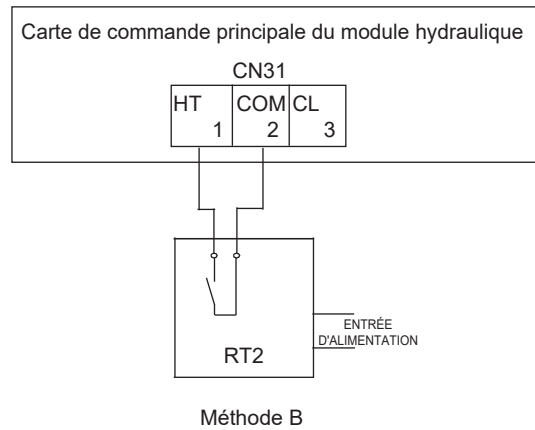 Carte de commande principale du module hydraulique
CN31
HT COM CL
1 2 3
RT2
ENTRÉE
D'ALIMENTATION
Méthode B